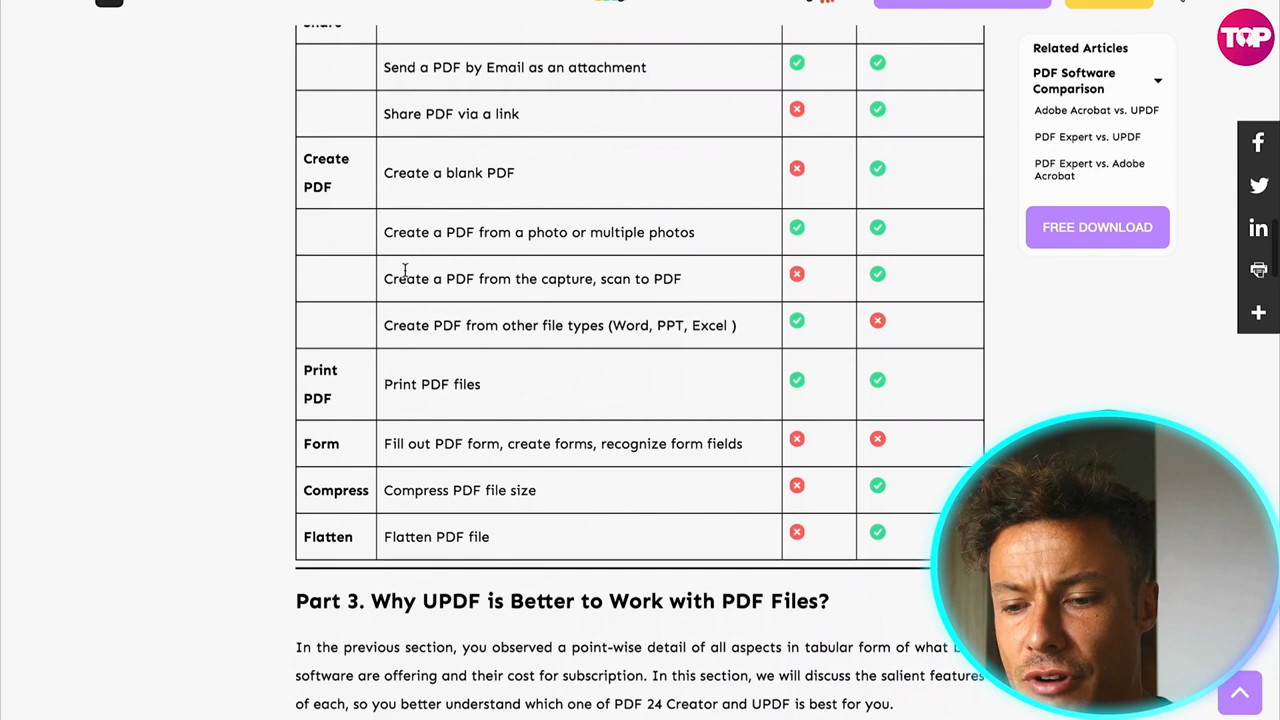 Share
Send a PDF by Email as an attachment
Share PDF via a link
Create
PDF
Create a blank PDF
Create a PDF from a photo or multiple photos
Create a PDF from the capture, scan to PDF
Create PDF from other file types (Word, PPT, Excel )
Print
PDF
Print PDF files
Form
Fill out PDF form, create forms, recognize form fields
Compress
Compress PDF file size
Flatten
Flatten PDF file
Part 3. Why UPDF is Better to Work with PDF Files?
In the previous section, you observed a point-wise detail of all aspects in tabular form of what
software are offering and their cost for subscription. In this section, we will discuss the salient features
of each, so you better understand which one of PDF 24 Creator and UPDF is best for you.
Related Articles
PDF Software
Comparison
Adobe Acrobat vs. UPDF
PDF Expert vs. UPDF
PDF Expert vs. Adobe
Acrobat
FREE DOWNLOAD
TOP